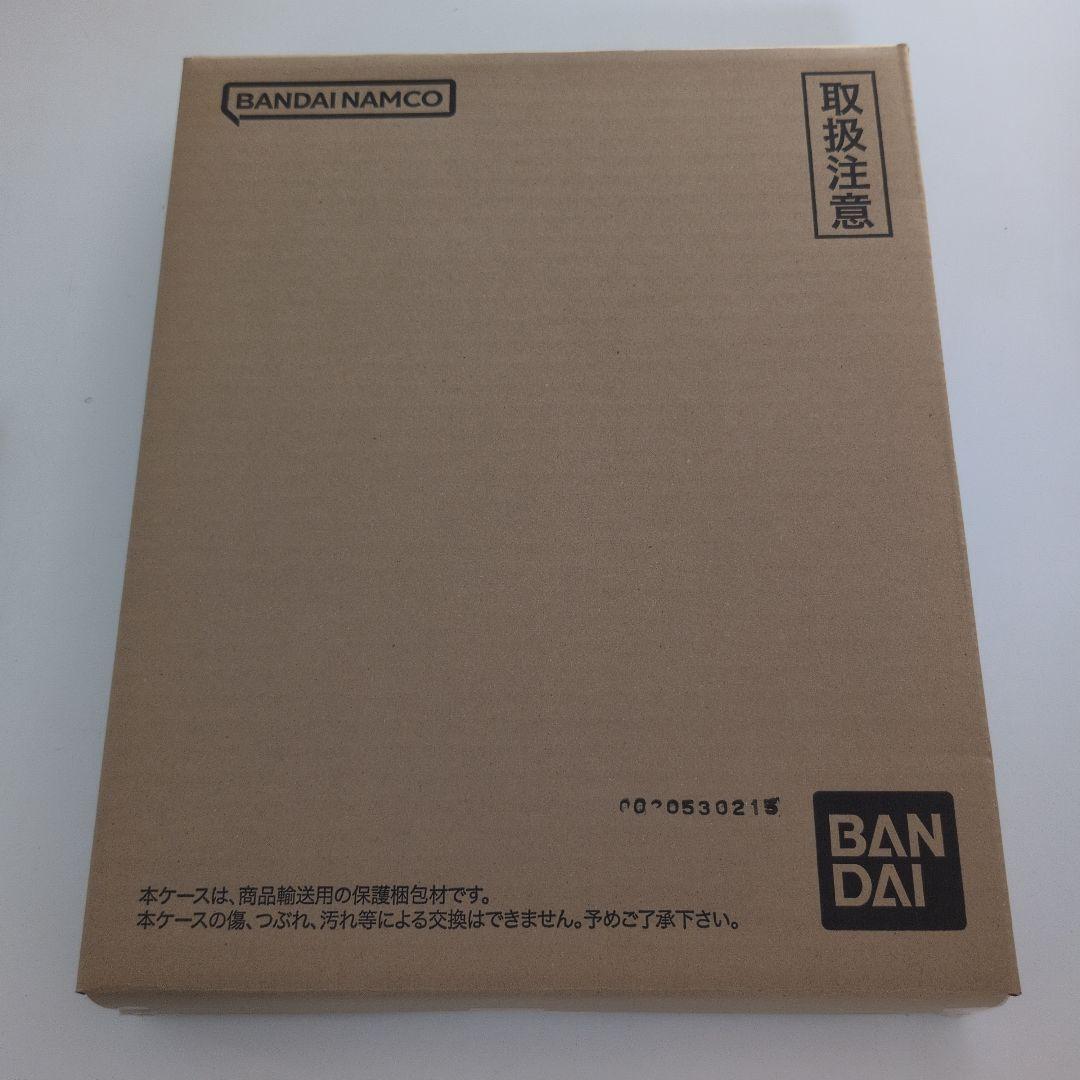 BANDAI NAMCO
取扱注意
本ケースは、商品輸送用の保護梱包材です。
本ケースの傷、つぶれ、汚れ等による交換はできません。予めご了承下さい。
BAN
DAI